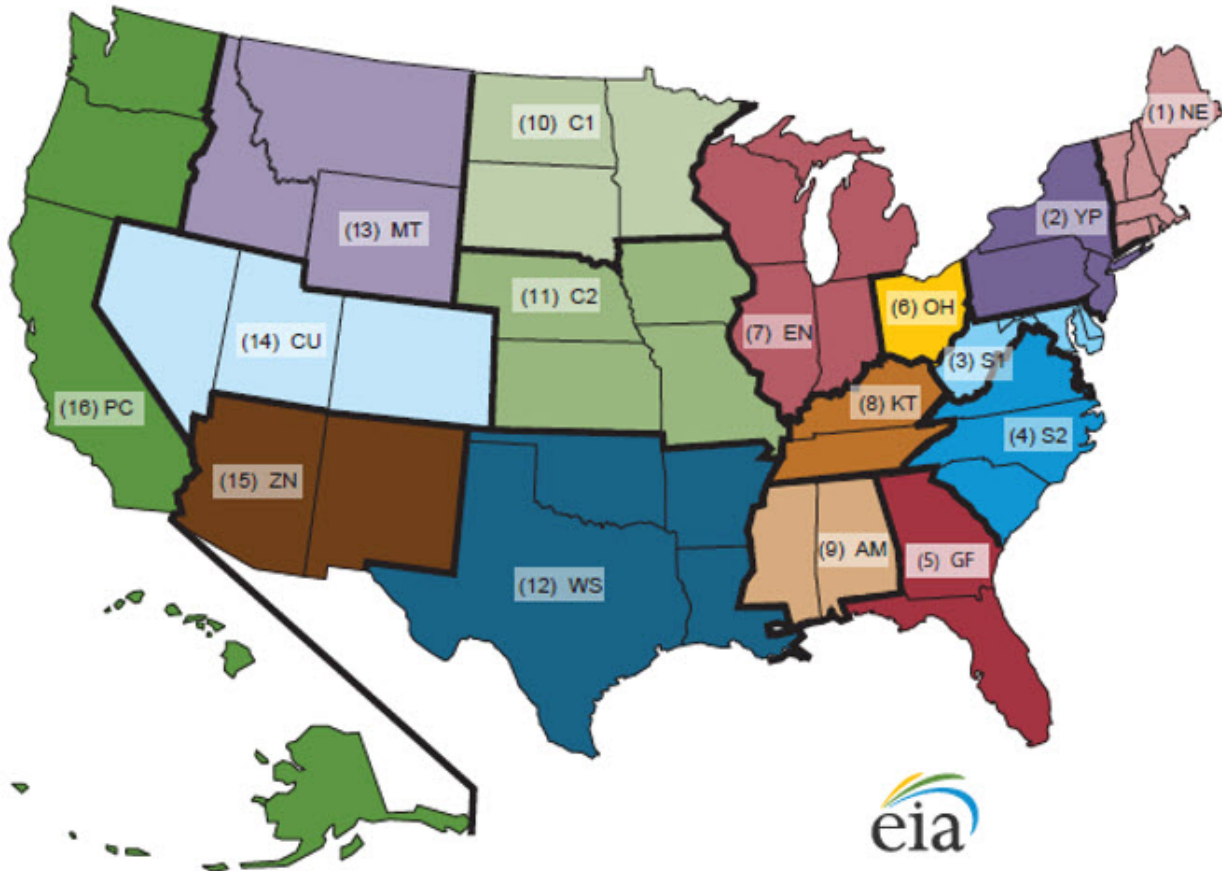 (1) NE
(10) C1
(2) YP
(13) MT
(11) C2
(6) OH
(7) EN
(14) CU
(3) S1
(8) KT
(16) PC
(4) S2
(15) ZN
(9) AM
(5) GF
(12) WS
eia